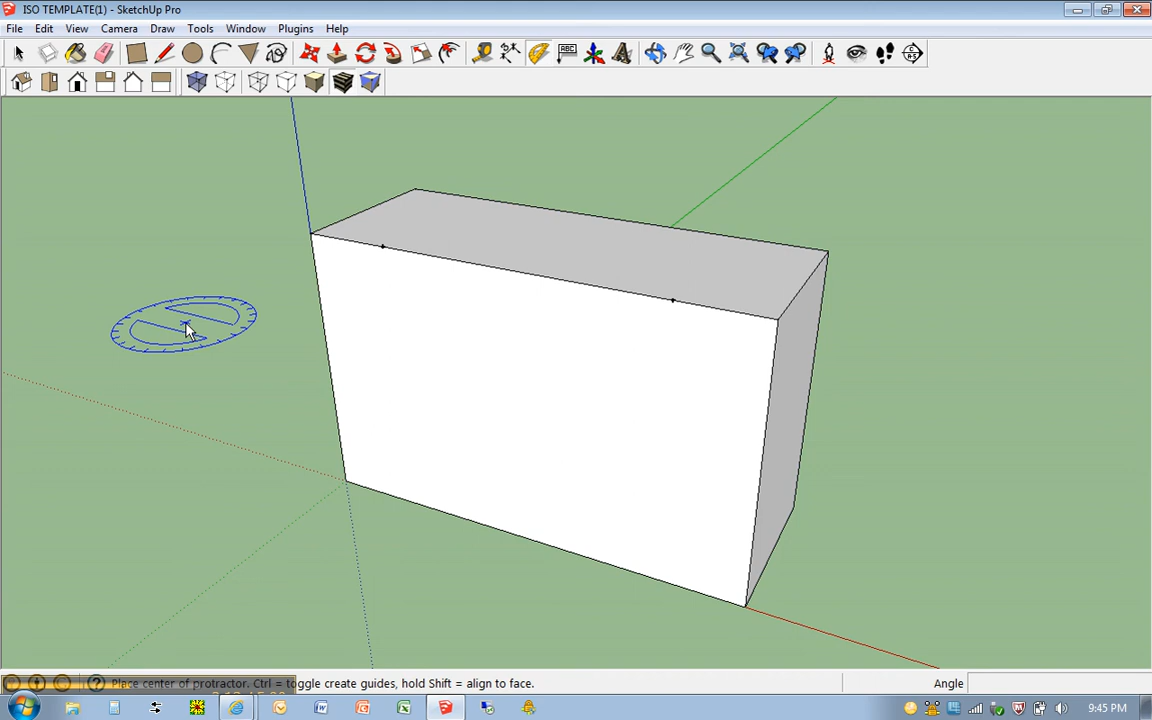 ISO TEMPLATE(1) - SketchUp Pro
File Edit View Camera Draw Tools Window Plugins Help
Place center of protractor. Ctrl = toggle create guides, hold Shift = align to face.
Angle
9:45 PM